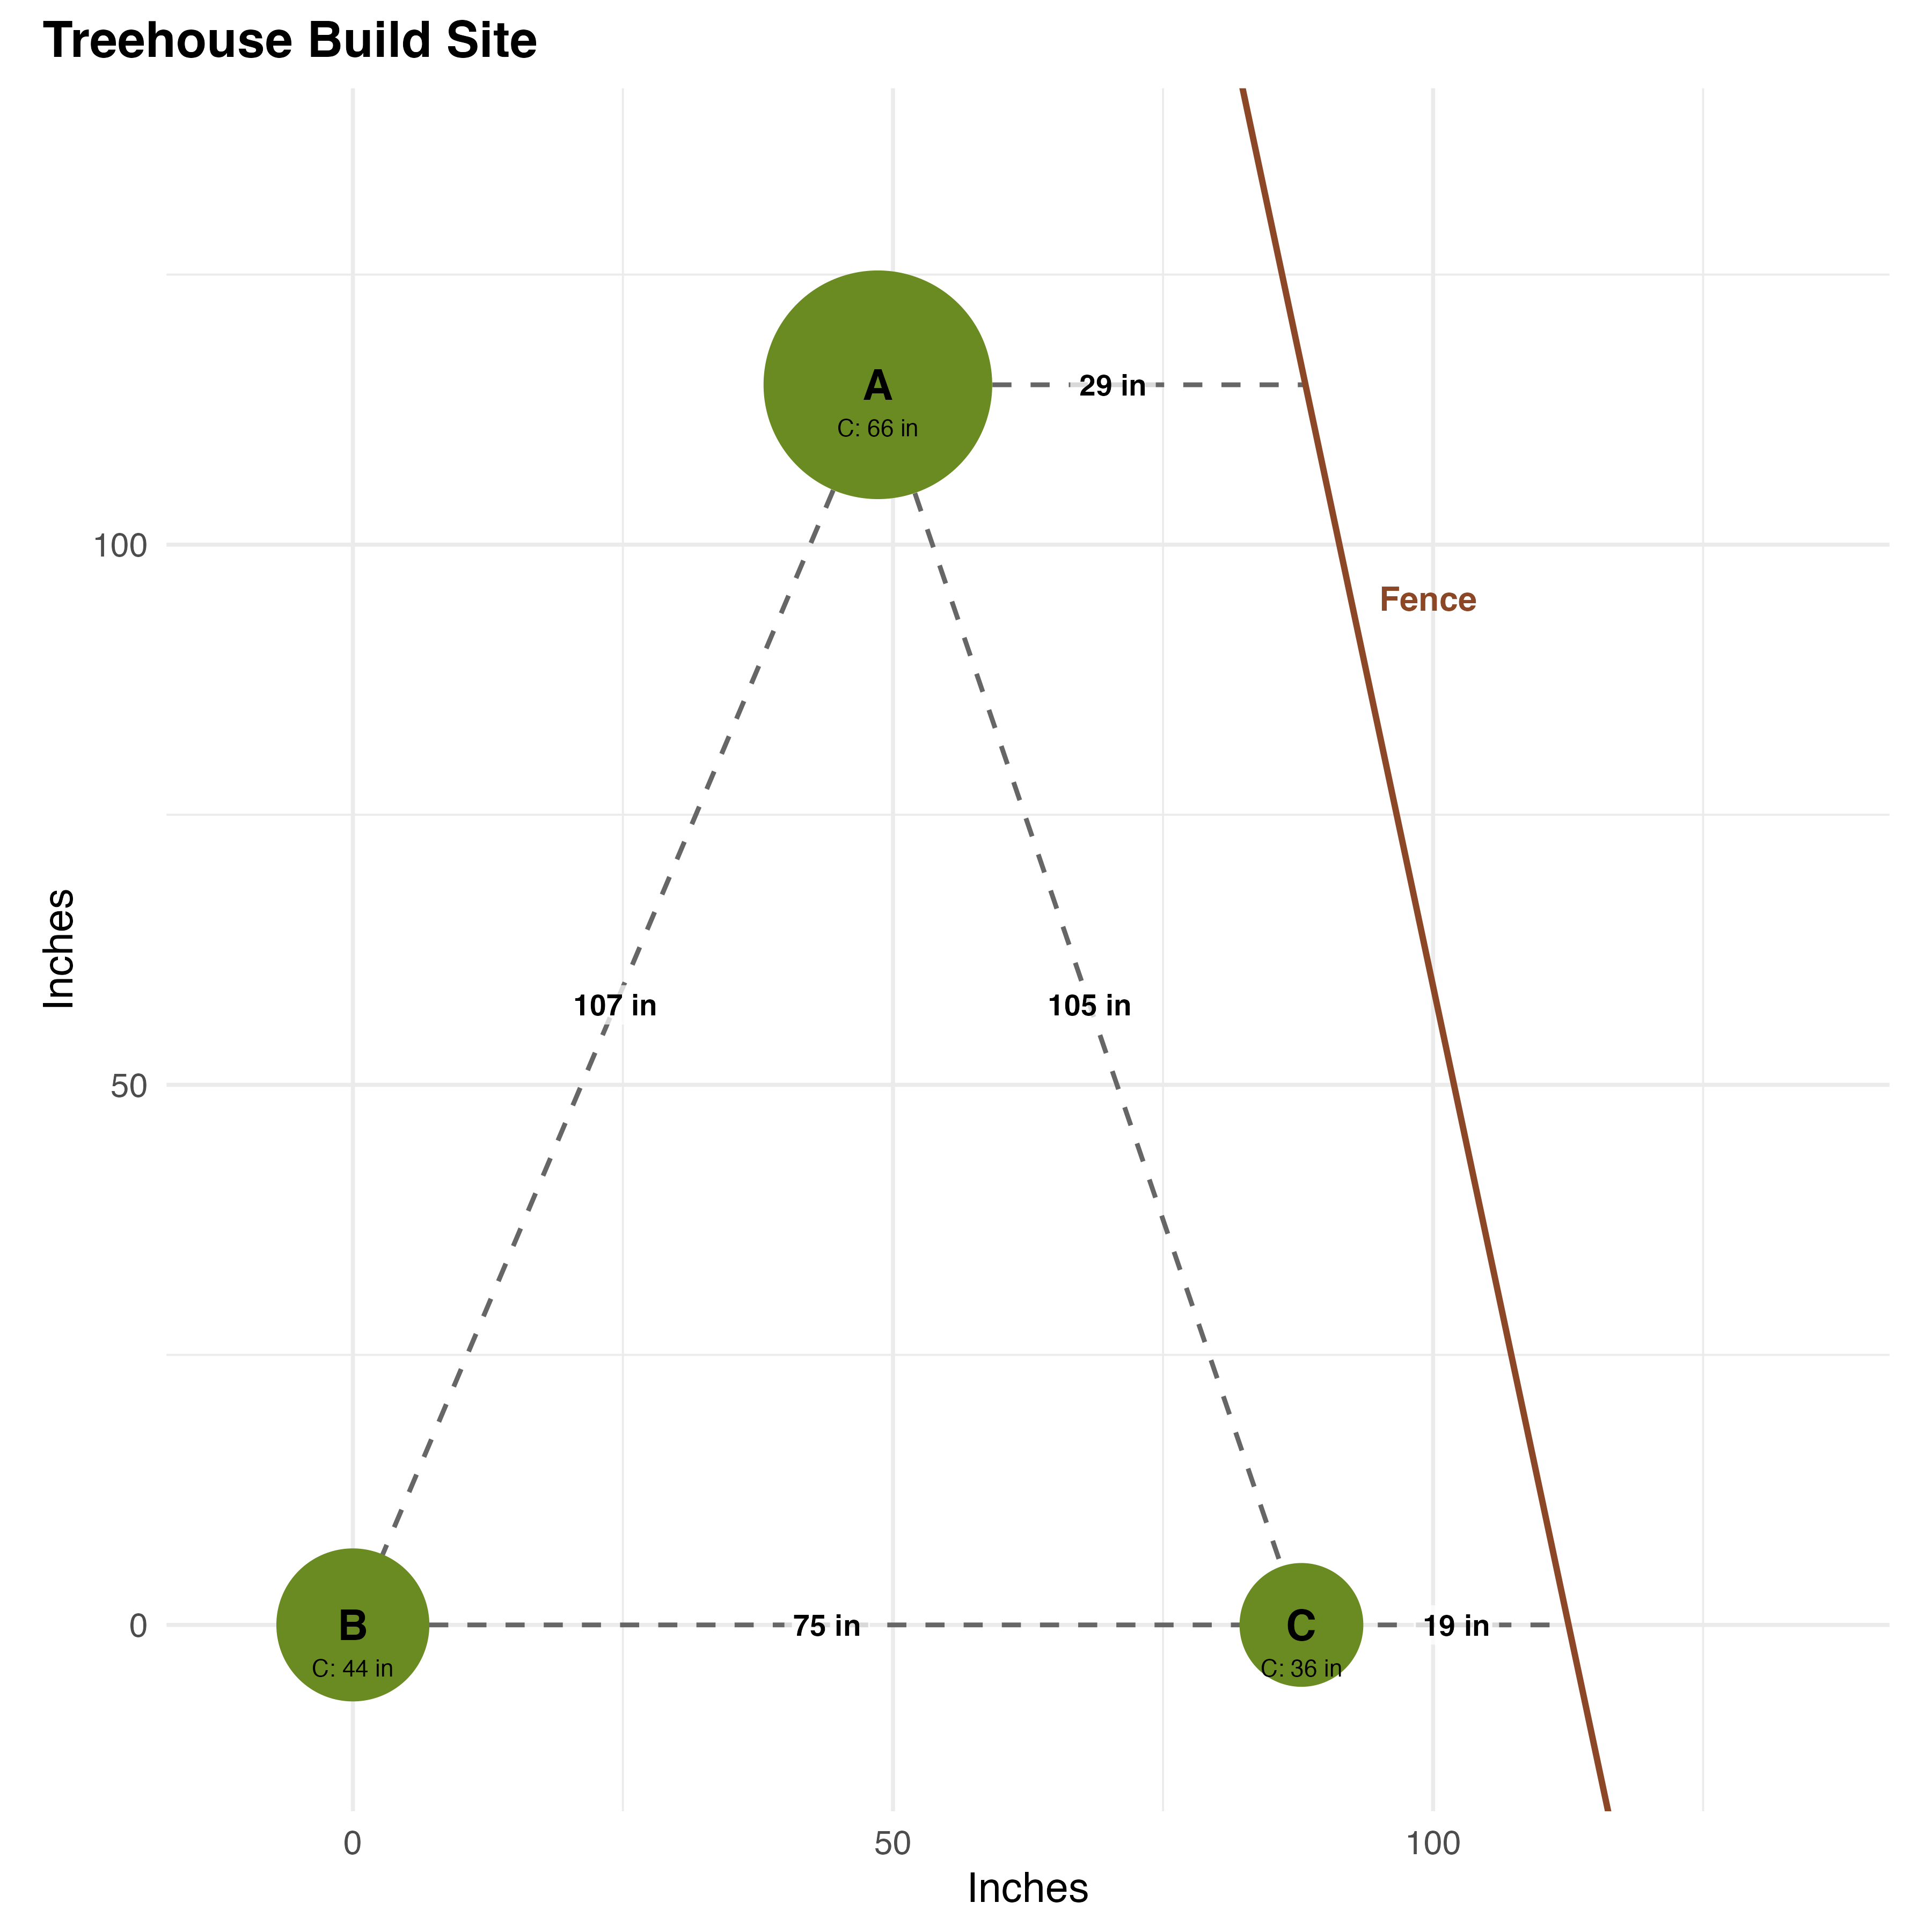 Treehouse Build Site
A
C: 66 in
29 in
100
Fence
Inches
107 in
105 in
50
0
B
C: 44 in
75 in
C
C: 36 in
19 in
0
50
100
Inches